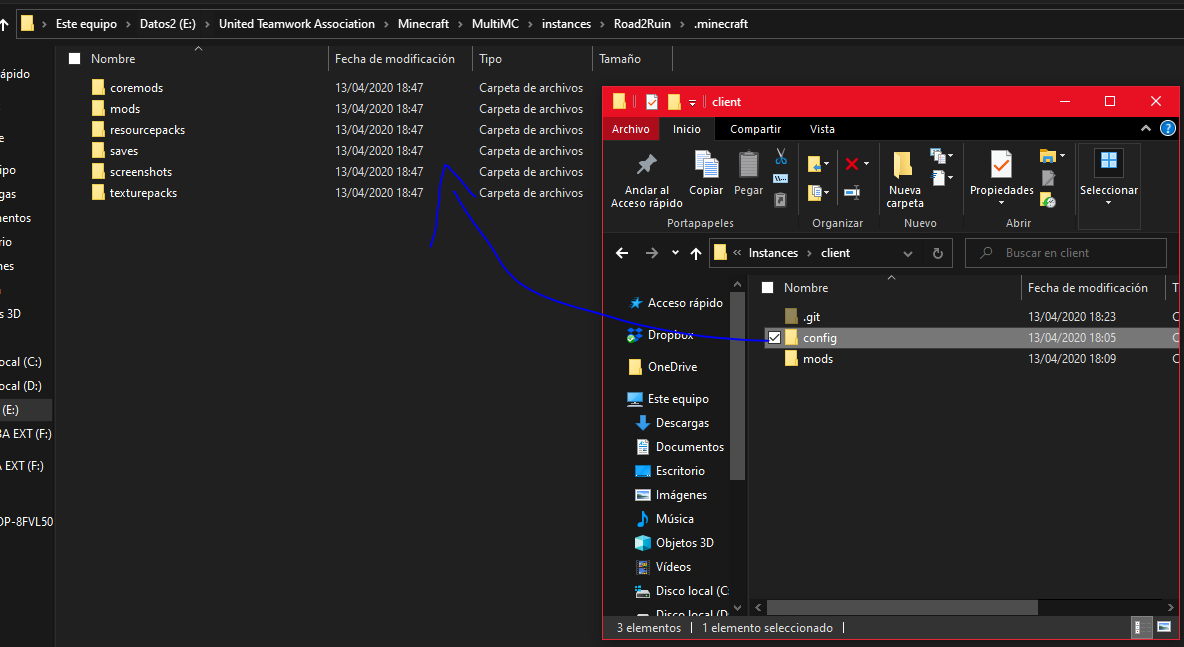 Este equipo > Datos2 (E:) > United Teamwork Association > Minecraft > MultiMC > instances > Road2Ruin > .minecraft
Nombre Fecha de modificación Tipo Tamaño
coremods 13/04/2020 18:47 Carpeta de archivos
mods 13/04/2020 18:47 Carpeta de archivos
resourcepacks 13/04/2020 18:47 Carpeta de archivos
saves 13/04/2020 18:47 Carpeta de archivos
screenshots 13/04/2020 18:47 Carpeta de archivos
texturepacks 13/04/2020 18:47 Carpeta de archivos
ápido
e
ipo
gas
mentos
rio
nes
s 3D
ocal (C:)
ocal (D:)
(E:)
BA EXT (F:)
A EXT (F:)
OP-8FVL50
client
Archivo Inicio Compartir Vista
Anclar al
Acceso rápido
Copiar
Pegar
Nueva
carpeta
Propiedades
Seleccionar
Portapapeles Organizar Nuevo Abrir
« Instances > client
Buscar en client
Acceso rápido
Dropbox
OneDrive
Este equipo
Descargas
Documentos
Escritorio
Imágenes
Música
Objetos 3D
Vídeos
Disco local (C:
Disco local (D
Nombre Fecha de modificación T
.git 13/04/2020 18:23 C
config 13/04/2020 18:05 C
mods 13/04/2020 18:09 C
3 elementos | 1 elemento seleccionado |